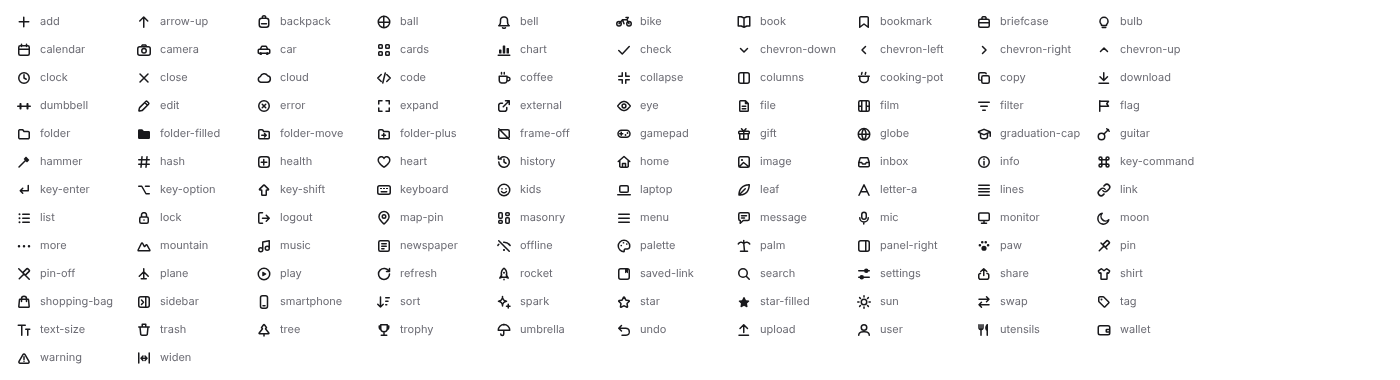 add arrow-up backpack ball bell bike book bookmark briefcase bulb
calendar camera car cards chart check chevron-down chevron-left chevron-right chevron-up
clock close cloud code coffee collapse columns cooking-pot copy download
dumbbell edit error expand external eye file film filter flag
folder folder-filled folder-move folder-plus frame-off gamepad gift globe graduation-cap guitar
hammer hash health heart history home image inbox info key-command
key-enter key-option key-shift keyboard kids laptop leaf letter-a lines link
list lock logout map-pin masonry menu message mic monitor moon
more mountain music newspaper offline palette palm panel-right paw pin
pin-off plane play refresh rocket saved-link search settings share shirt
shopping-bag sidebar smartphone sort spark star star-filled sun swap tag
text-size trash tree trophy umbrella undo upload user utensils wallet
warning widen